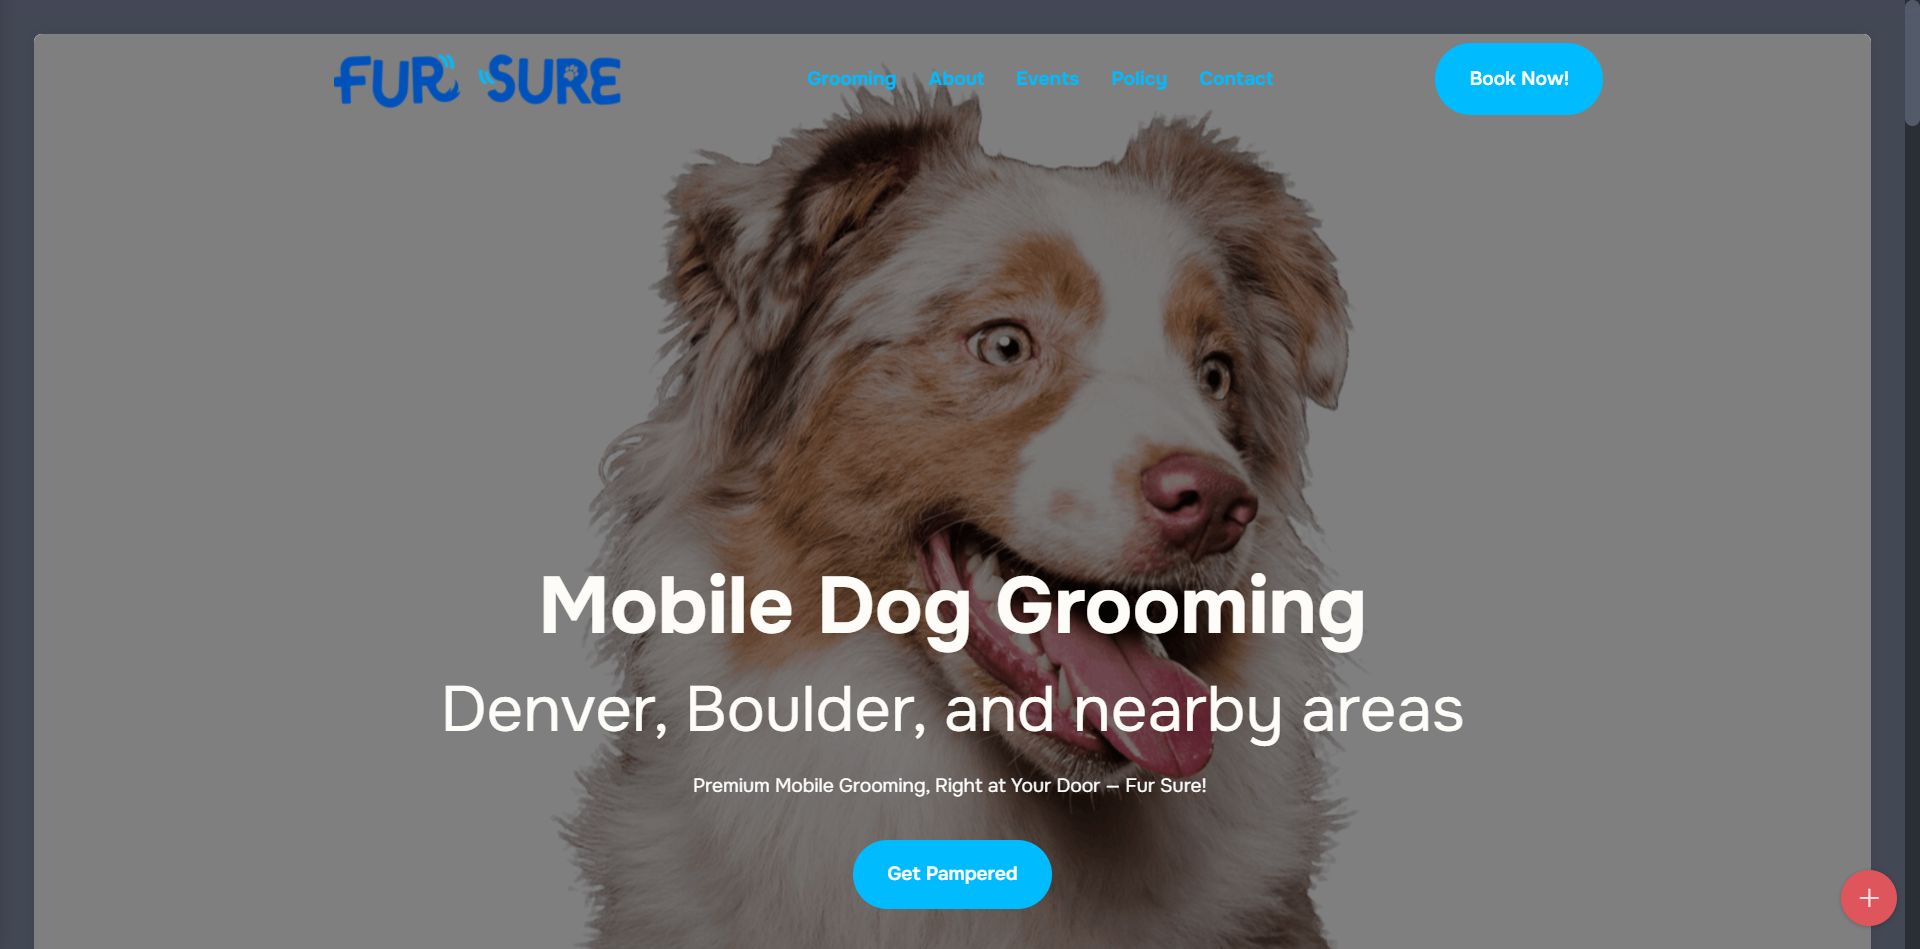 FUR SURE
Grooming About Events Policy Contact
Book Now!
Mobile Dog Grooming
Denver, Boulder, and nearby areas
Premium Mobile Grooming, Right at Your Door — Fur Sure!
Get Pampered